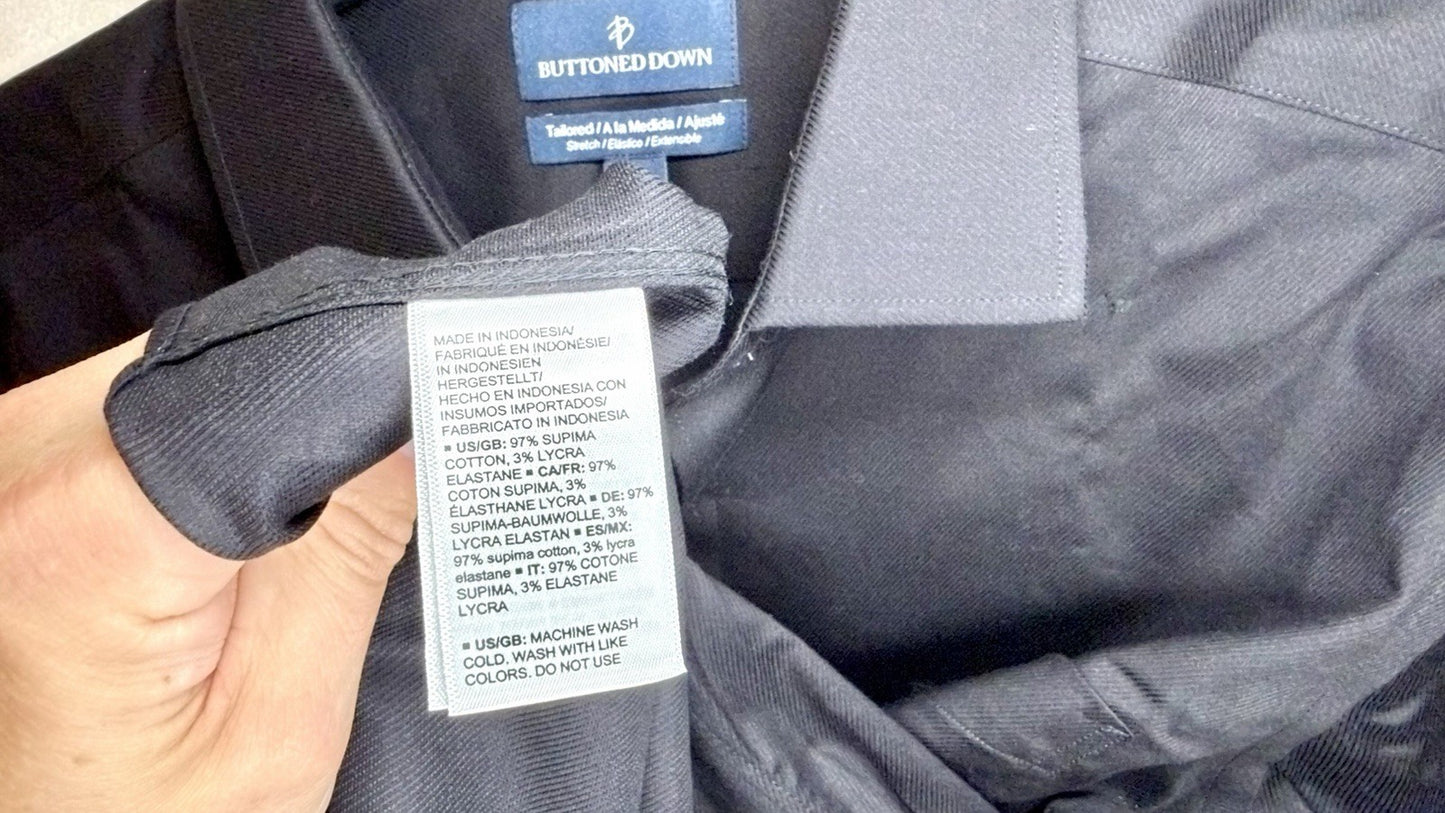 B
BUTTONED DOWN
Tailored / A la Medida / Ajusté
Stretch / Elástico / Extensible
MADE IN INDONESIA/
FABRIQUÉ EN INDONÉSIE/
IN INDONESIEN
HERGESTELLT/
HECHO EN INDONESIA CON
INSUMOS IMPORTADOS/
FABBRICATO IN INDONESIA
▪ US/GB: 97% SUPIMA
COTTON, 3% LYCRA
ELASTANE ▪ CA/FR: 97%
COTON SUPIMA, 3%
ÉLASTHANE LYCRA ▪ DE: 97%
SUPIMA-BAUMWOLLE, 3%
LYCRA ELASTAN ▪ ES/MX:
97% supima cotton, 3% lycra
elastane ▪ IT: 97% COTONE
SUPIMA, 3% ELASTANE
LYCRA
▪ US/GB: MACHINE WASH
COLD. WASH WITH LIKE
COLORS. DO NOT USE